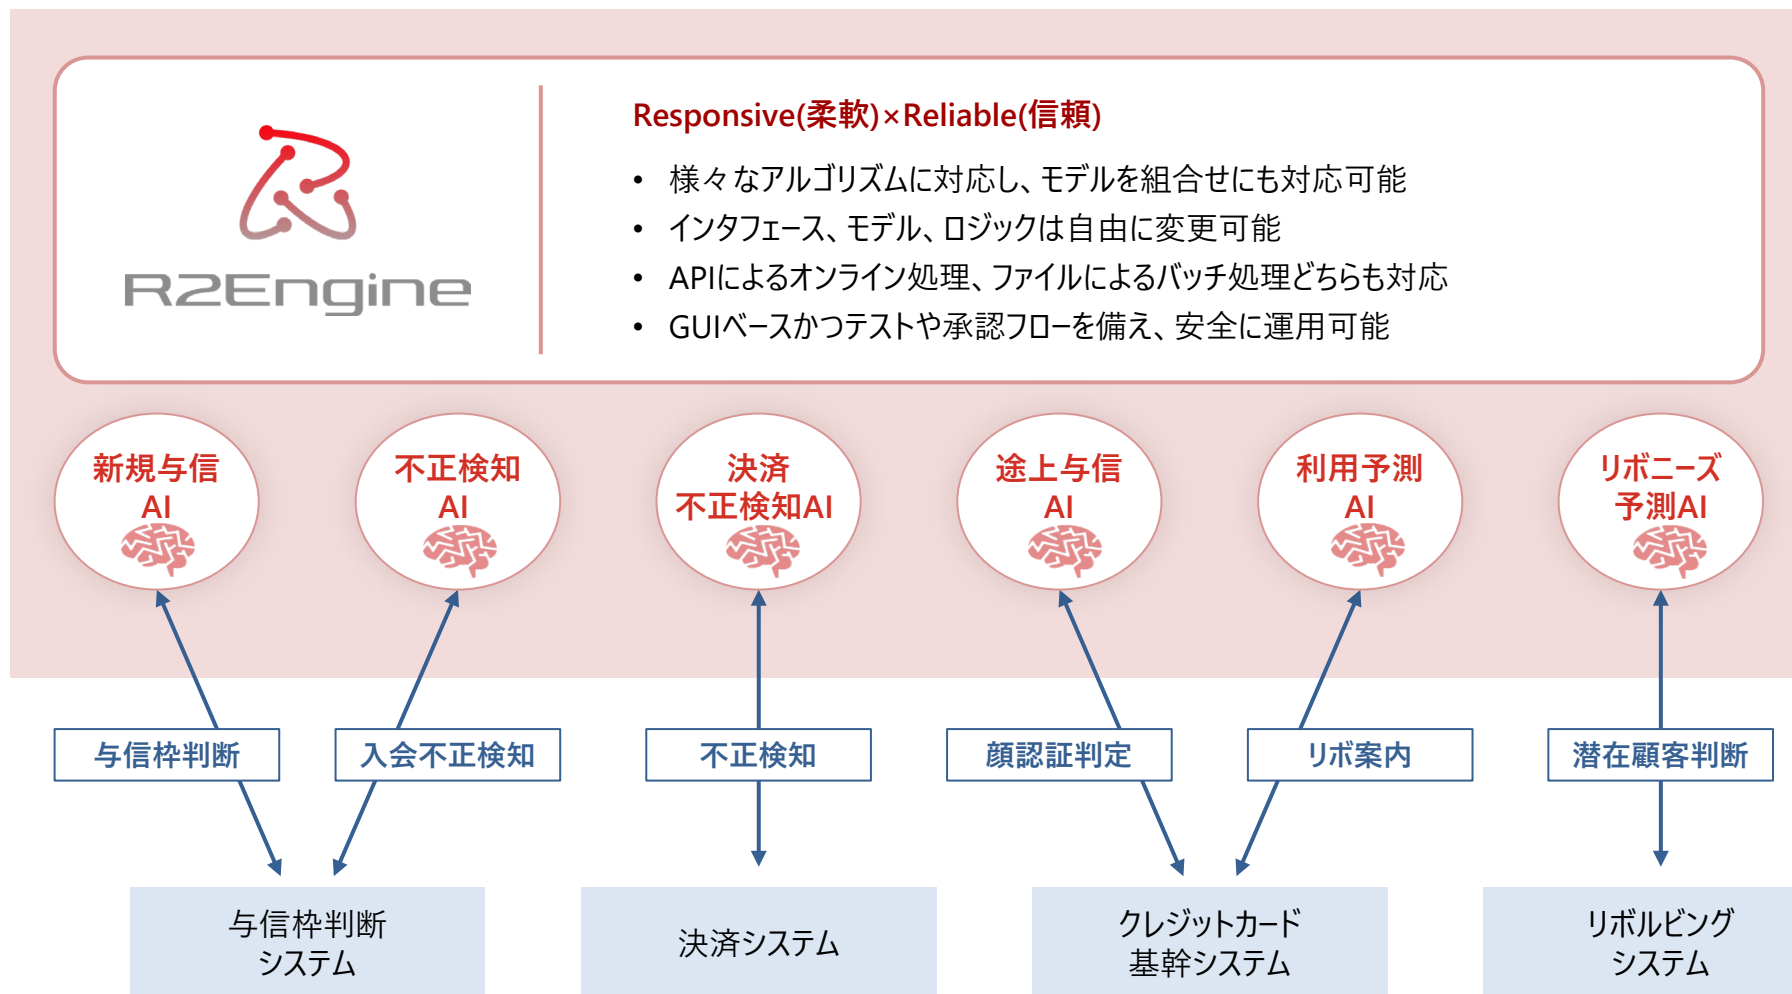 R2Engine
Responsive(柔軟)×Reliable(信頼)
• 様々なアルゴリズムに対応し、モデルを組合せにも対応可能
• インタフェース、モデル、ロジックは自由に変更可能
• APIによるオンライン処理、ファイルによるバッチ処理どちらも対応
• GUIベースかつテストや承認フローを備え、安全に運用可能
新規与信
AI
不正検知
AI
決済
不正検知AI
途上与信
AI
利用予測
AI
リボニーズ
予測AI
与信枠判断
入会不正検知
不正検知
顔認証判定
リボ案内
潜在顧客判断
与信枠判断
システム
決済システム
クレジットカード
基幹システム
リボルビング
システム